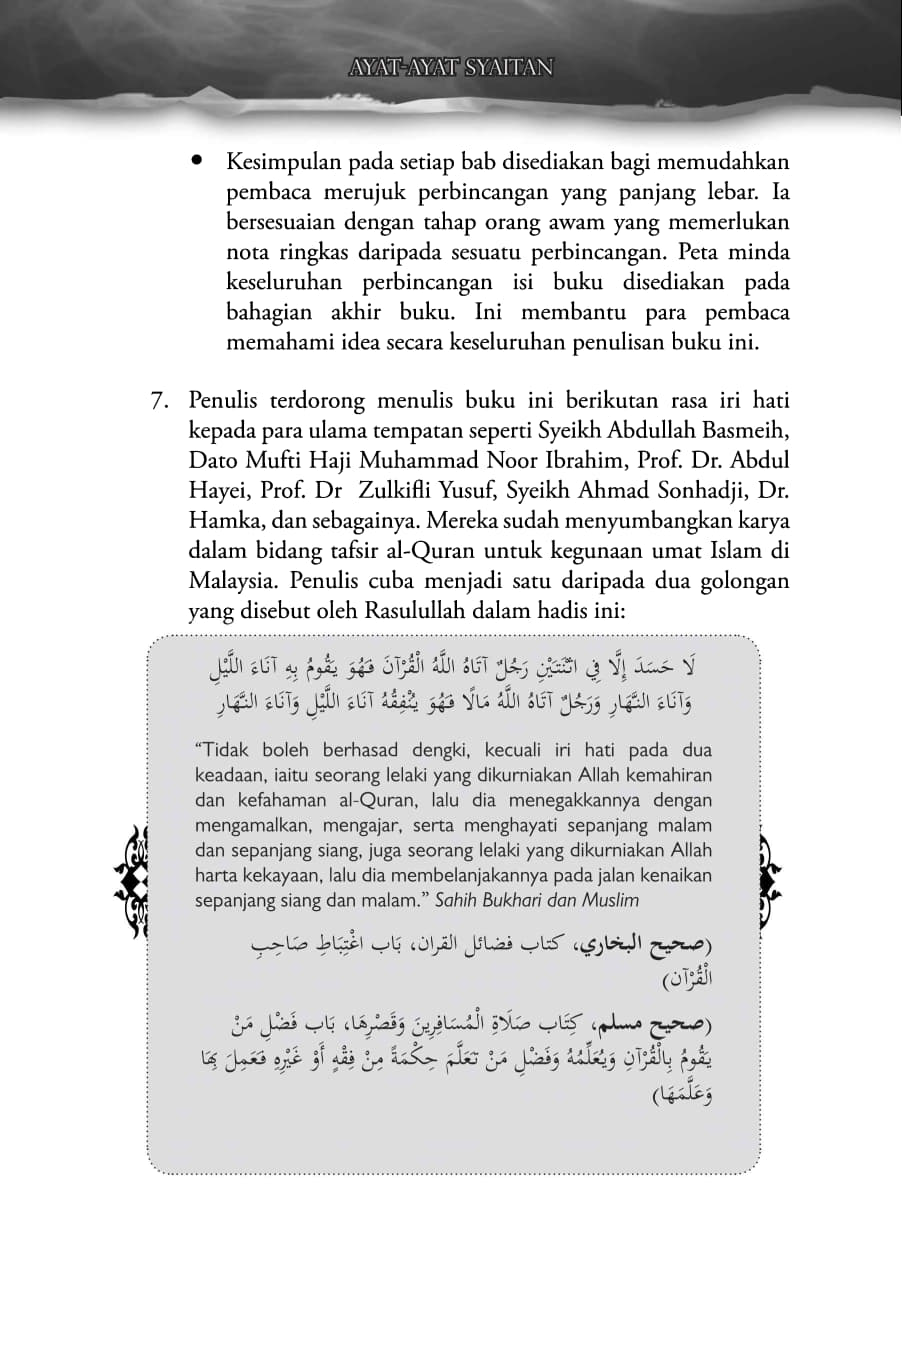 AYAT-AYAT SYAITAN
• Kesimpulan pada setiap bab disediakan bagi memudahkan
pembaca merujuk perbincangan yang panjang lebar. Ia
bersesuaian dengan tahap orang awam yang memerlukan
nota ringkas daripada sesuatu perbincangan. Peta minda
keseluruhan perbincangan isi buku disediakan pada
bahagian akhir buku. Ini membantu para pembaca
memahami idea secara keseluruhan penulisan buku ini.
7. Penulis terdorong menulis buku ini berikutan rasa iri hati
kepada para ulama tempatan seperti Syeikh Abdullah Basmeih,
Dato Mufti Haji Muhammad Noor Ibrahim, Prof. Dr. Abdul
Hayei, Prof. Dr Zulkifli Yusuf, Syeikh Ahmad Sonhadji, Dr.
Hamka, dan sebagainya. Mereka sudah menyumbangkan karya
dalam bidang tafsir al-Quran untuk kegunaan umat Islam di
Malaysia. Penulis cuba menjadi satu daripada dua golongan
yang disebut oleh Rasulullah dalam hadis ini:
لَا حَسَدَ إِلَّا فِي اثْنَتَيْنِ رَجُلٌ آتَاهُ اللَّهُ الْقُرْآنَ فَهُوَ يَقُومُ بِهِ آنَاءَ اللَّيْلِ
وَآنَاءَ النَّهَارِ وَرَجُلٌ آتَاهُ اللَّهُ مَالًا فَهُوَ يُنْفِقُهُ آنَاءَ اللَّيْلِ وَآنَاءَ النَّهَارِ
“Tidak boleh berhasad dengki, kecuali iri hati pada dua
keadaan, iaitu seorang lelaki yang dikurniakan Allah kemahiran
dan kefahaman al-Quran, lalu dia menegakkannya dengan
mengamalkan, mengajar, serta menghayati sepanjang malam
dan sepanjang siang, juga seorang lelaki yang dikurniakan Allah
harta kekayaan, lalu dia membelanjakannya pada jalan kenaikan
sepanjang siang dan malam.” Sahih Bukhari dan Muslim
(صحيح البخاري، كتاب فضائل القران، بَاب اغْتِبَاطِ صَاحِبِ
الْقُرْآن)
(صحيح مسلم، كِتَاب صَلَاةِ الْمُسَافِرِينَ وَقَصْرِهَا، بَاب فَضْلِ مَنْ
يَقُومُ بِالْقُرْآنِ وَيُعَلِّمُهُ وَفَضْلِ مَنْ تَعَلَّمَ حِكْمَةً مِنْ فِقْهٍ أَوْ غَيْرِهِ فَعَمِلَ بِهَا
وَعَلَّمَهَا)